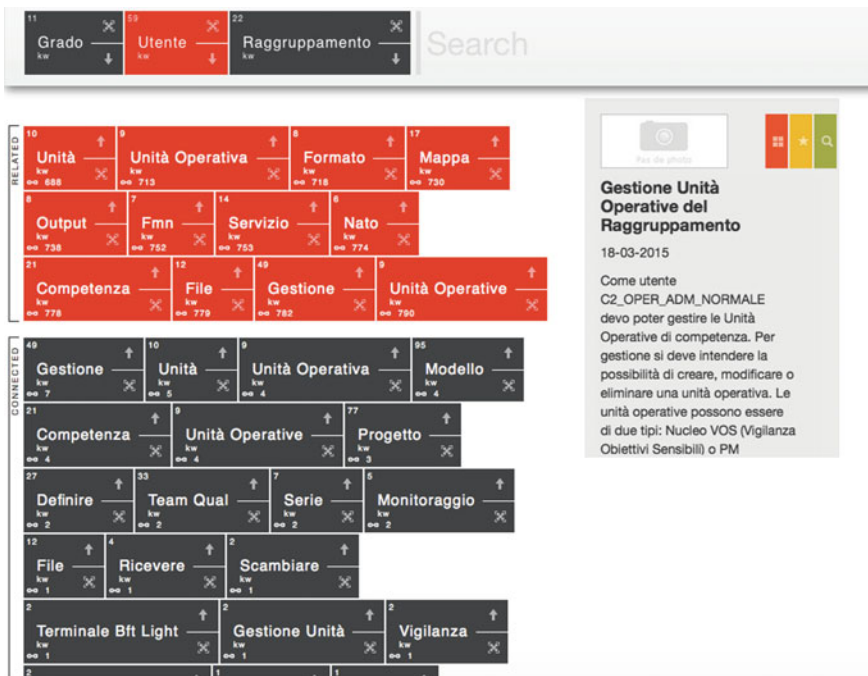 11 59 22
Grado Utente Raggruppamento Search
kw kw kw
RELATED
10 9 8 17
Unità Unità Operativa Formato Mappa
kw kw kw kw
688 713 718 730
8 7 14 6
Output Fmn Servizio Nato
kw kw kw kw
738 752 753 774
21 12 49 9
Competenza File Gestione Unità Operative
kw kw kw kw
778 779 782 790
CONNECTED
49 10 9 95
Gestione Unità Unità Operativa Modello
kw kw kw kw
7 5 4 4
21 9 77
Competenza Unità Operative Progetto
kw kw kw
4 4 3
27 33 7 5
Definire Team Qual Serie Monitoraggio
kw kw kw kw
2 2 2 2
12 4 2
File Ricevere Scambiare
kw kw kw
1 1 1
2 2 2
Terminale Bft Light Gestione Unità Vigilanza
kw kw kw
1 1 1
2 1 1
Pas de photo
Gestione Unità
Operative del
Raggruppamento
18-03-2015
Come utente
C2_OPER_ADM_NORMALE
devo poter gestire le Unità
Operative di competenza. Per
gestione si deve intendere la
possibilità di creare, modificare o
eliminare una unità operativa. Le
unità operative possono essere
di due tipi: Nucleo VOS (Vigilanza
Obiettivi Sensibili) o PM